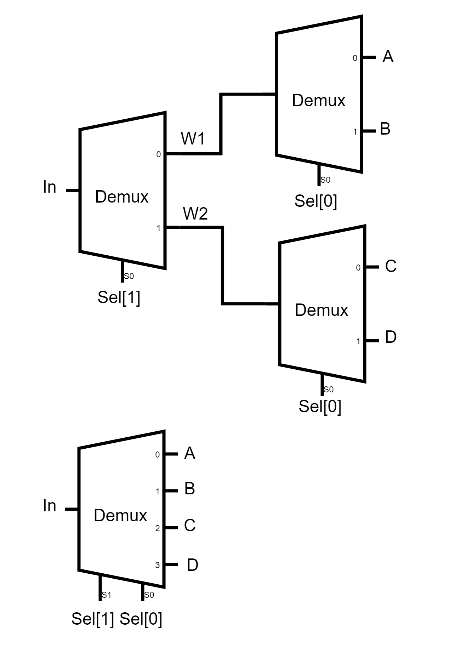 0 A
Demux
1 B
S0
Sel[0]
W1
0
In
Demux
W2
1
S0
Sel[1]
0 C
Demux
1 D
S0
Sel[0]
0 A
1 B
In
Demux
2 C
3 D
S1 S0
Sel[1] Sel[0]